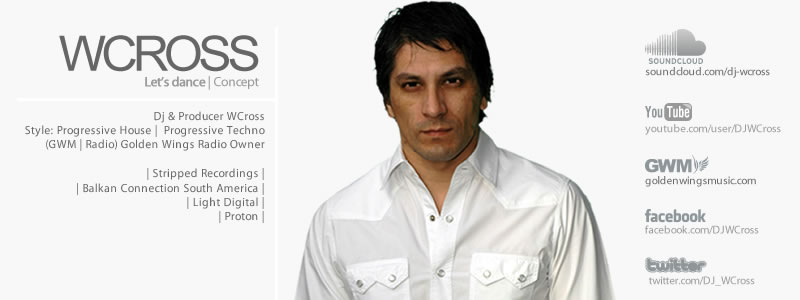 WCROSS
Let's dance | Concept
Dj & Producer WCross
Style: Progressive House | Progressive Techno
(GWM | Radio) Golden Wings Radio Owner
| Stripped Recordings |
| Balkan Connection South America |
| Light Digital |
| Proton |
SOUNDCLOUD
soundcloud.com/dj-wcross
YouTube
youtube.com/user/DJWCross
GWM
goldenwingsmusic.com
facebook
facebook.com/DJWCross
twitter
twitter.com/DJ_WCross